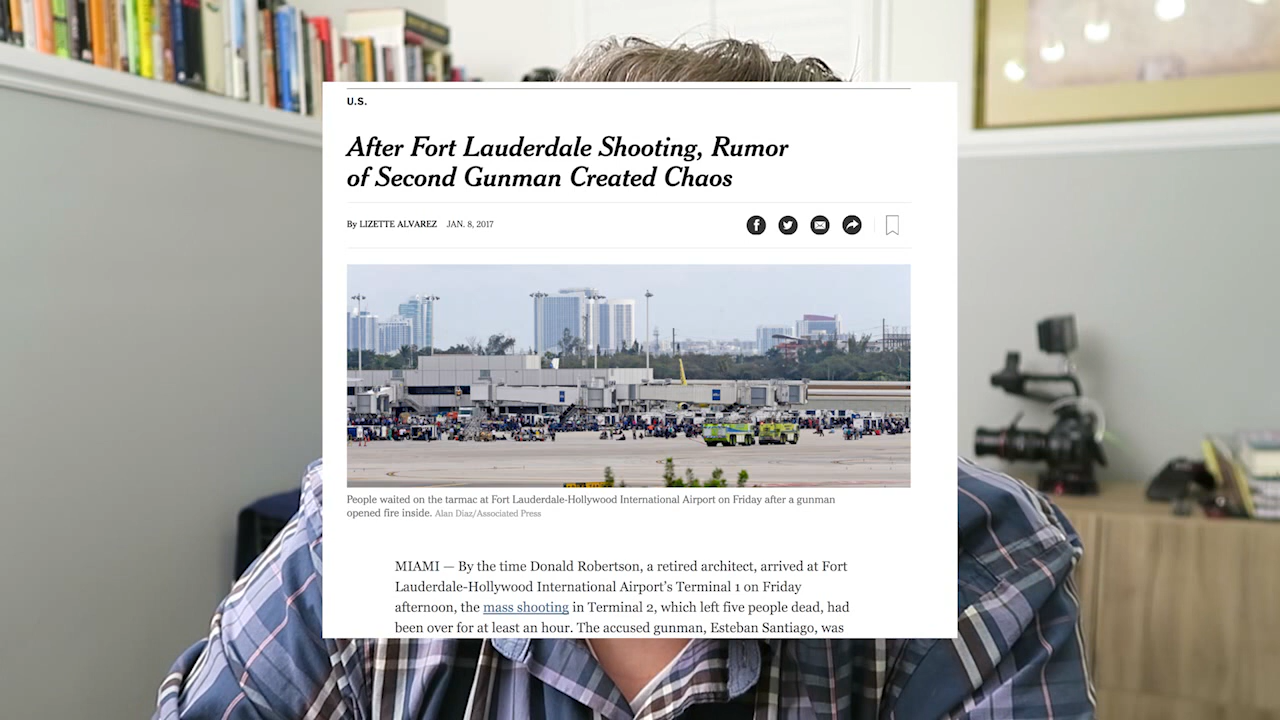 U.S.
After Fort Lauderdale Shooting, Rumor
of Second Gunman Created Chaos
By LIZETTE ALVAREZ JAN. 8, 2017
People waited on the tarmac at Fort Lauderdale-Hollywood International Airport on Friday after a gunman
opened fire inside. Alan Diaz/Associated Press
MIAMI — By the time Donald Robertson, a retired architect, arrived at Fort
Lauderdale-Hollywood International Airport’s Terminal 1 on Friday
afternoon, the mass shooting in Terminal 2, which left five people dead, had
been over for at least an hour. The accused gunman, Esteban Santiago, was